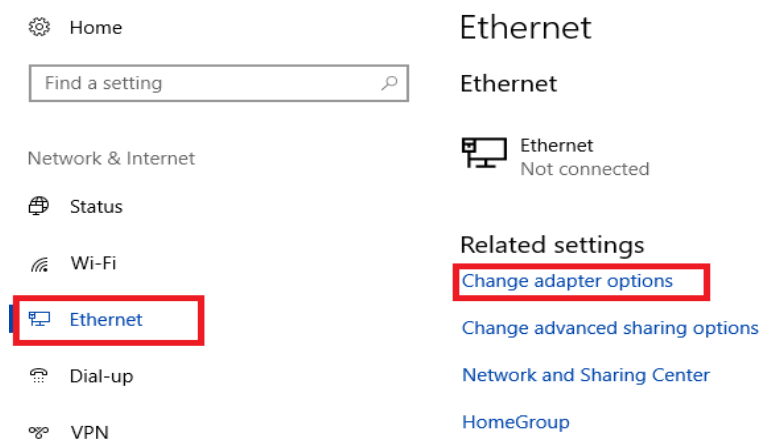 Home
Find a setting
Network & Internet
Status
Wi-Fi
Ethernet
Dial-up
VPN
Ethernet
Ethernet
Ethernet
Not connected
Related settings
Change adapter options
Change advanced sharing options
Network and Sharing Center
HomeGroup